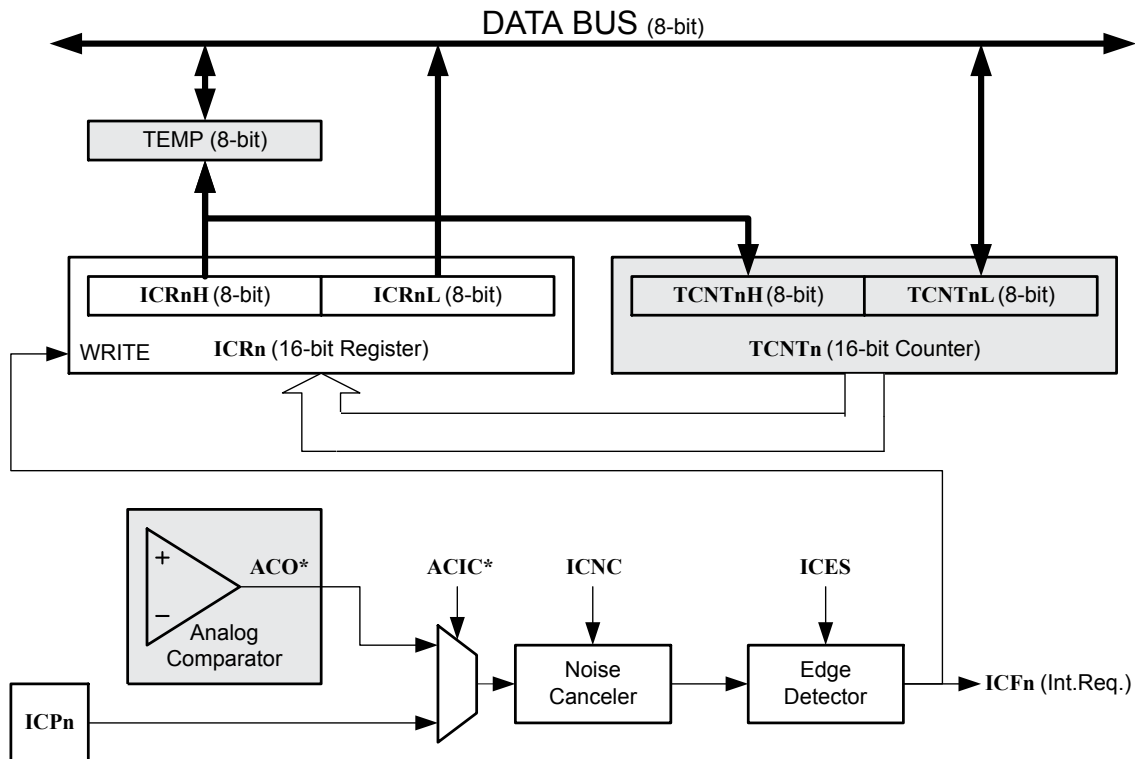 DATA BUS (8-bit)
TEMP (8-bit)
ICRnH (8-bit) ICRnL (8-bit) TCNTnH (8-bit) TCNTnL (8-bit)
WRITE ICRn (16-bit Register) TCNTn (16-bit Counter)
+ ACO* ACIC* ICNC ICES
−
Analog
Comparator
Noise
Canceler
Edge
Detector
ICFn (Int.Req.)
ICPn